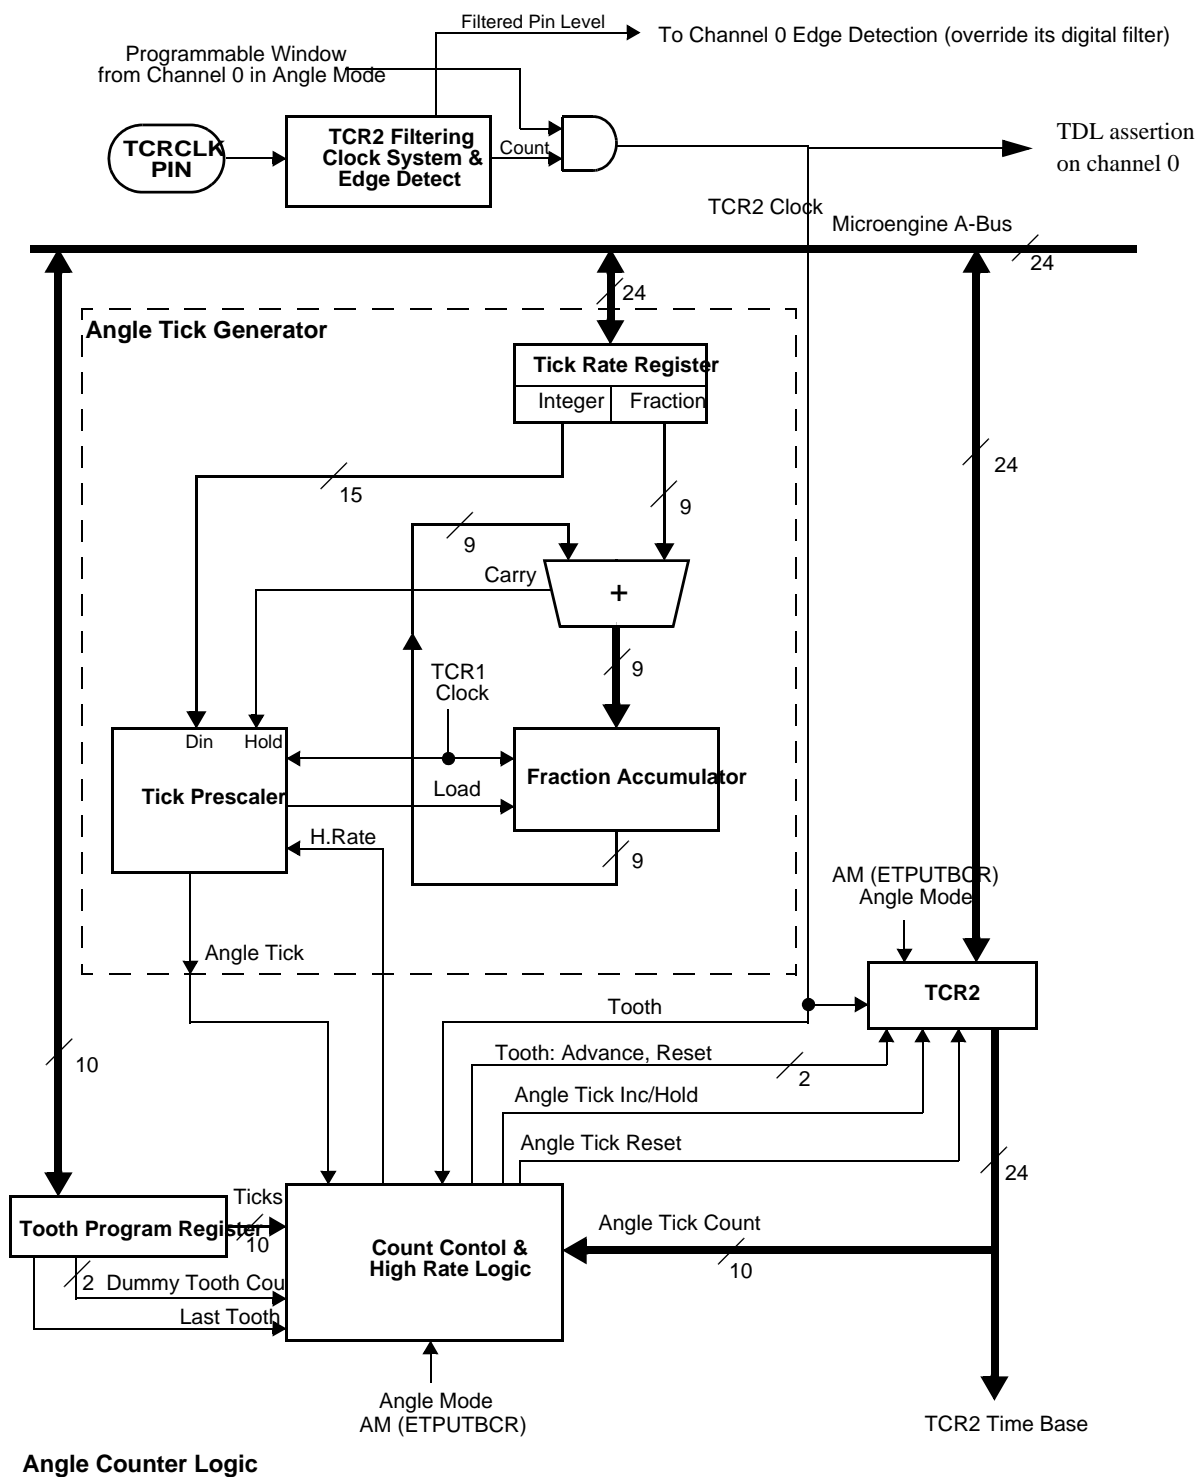 Filtered Pin Level
To Channel 0 Edge Detection (override its digital filter)
Programmable Window
from Channel 0 in Angle Mode
TCRCLK
PIN
TCR2 Filtering
Clock System &
Edge Detect
Count
TDL assertion
on channel 0
TCR2 Clock
Microengine A-Bus
24
24
Angle Tick Generator
Tick Rate Register
Integer
Fraction
24
15
9
9
Carry
+
9
TCR1
Clock
Din
Hold
Tick Prescaler
Load
Fraction Accumulator
H.Rate
9
AM (ETPUTBCR)
Angle Mode
Angle Tick
TCR2
Tooth
10
Tooth: Advance, Reset
2
Angle Tick Inc/Hold
Angle Tick Reset
24
Ticks
Tooth Program Register
10
Angle Tick Count
10
Count Contol &
High Rate Logic
2
Dummy Tooth Cou
Last Tooth
Angle Mode
AM (ETPUTBCR)
TCR2 Time Base
Angle Counter Logic